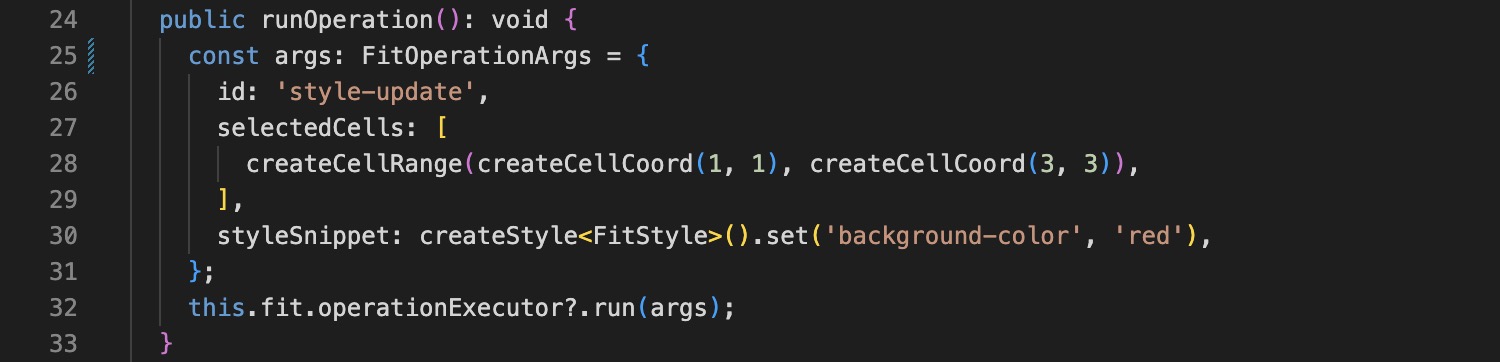 24 public runOperation(): void {
25 const args: FitOperationArgs = {
26 id: 'style-update',
27 selectedCells: [
28 createCellRange(createCellCoord(1, 1), createCellCoord(3, 3)),
29 ],
30 styleSnippet: createStyle<FitStyle>().set('background-color', 'red'),
31 };
32 this.fit.operationExecutor?.run(args);
33 }